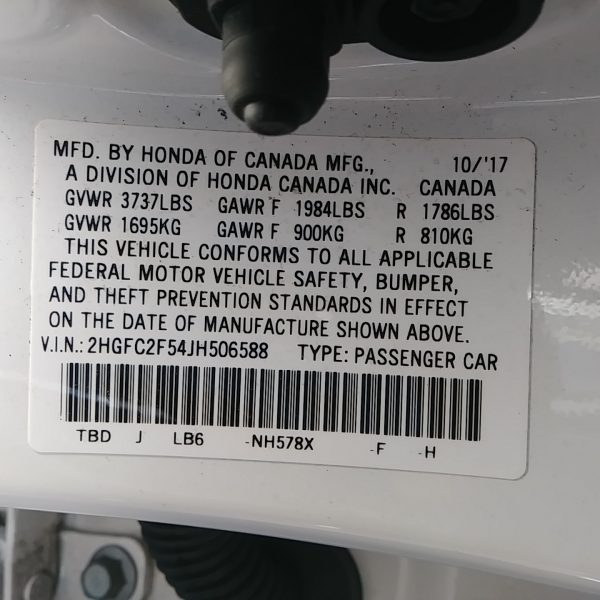 MFD. BY HONDA OF CANADA MFG., 10/'17
A DIVISION OF HONDA CANADA INC. CANADA
GVWR 3737LBS GAWR F 1984LBS R 1786LBS
GVWR 1695KG GAWR F 900KG R 810KG
THIS VEHICLE CONFORMS TO ALL APPLICABLE
FEDERAL MOTOR VEHICLE SAFETY, BUMPER,
AND THEFT PREVENTION STANDARDS IN EFFECT
ON THE DATE OF MANUFACTURE SHOWN ABOVE.
V.I.N.: 2HGFC2F54JH506588 TYPE: PASSENGER CAR
TBD J LB6 -NH578X -F -H